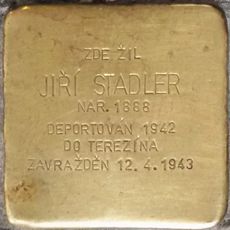 ZDE ŽIL
JIŘÍ STADLER
NAR. 1888
DEPORTOVÁN 1942
DO TEREZÍNA
ZAVRAŽDĚN 12.4.1943